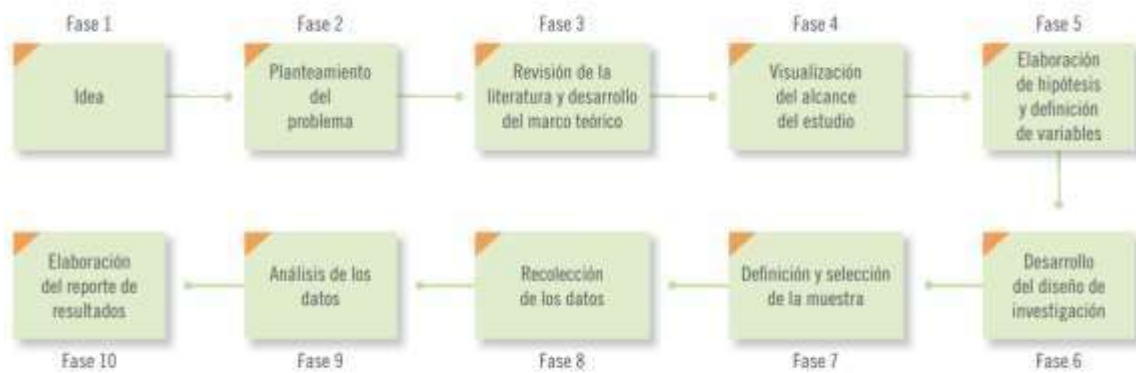 Fase 1
Idea
Fase 2
Planteamiento
del
problema
Fase 3
Revisión de la
literatura y desarrollo
del marco teórico
Fase 4
Visualización
del alcance
del estudio
Fase 5
Elaboración
de hipótesis
y definición
de variables
Desarrollo
del diseño de
investigación
Fase 6
Definición y selección
de la muestra
Fase 7
Recolección
de los datos
Fase 8
Análisis de los
datos
Fase 9
Elaboración
del reporte de
resultados
Fase 10